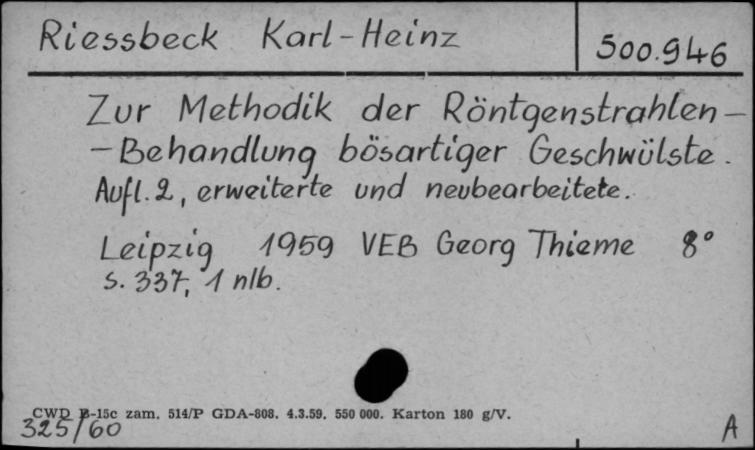 Riessbeck Karl-Heinz
500.946
Zur Methodik der Röntgenstrahlen-
-Behandlung bösartiger Geschwülste.
Aufl. 2, erweiterte und neubearbeitete.
Leipzig 1959 VEB Georg Thieme 8°
S. 337, 1 nlb.
CWD B-15c zam. 514/P GDA-808. 4.3.59. 550 000. Karton 180 g/V.
325/60
A